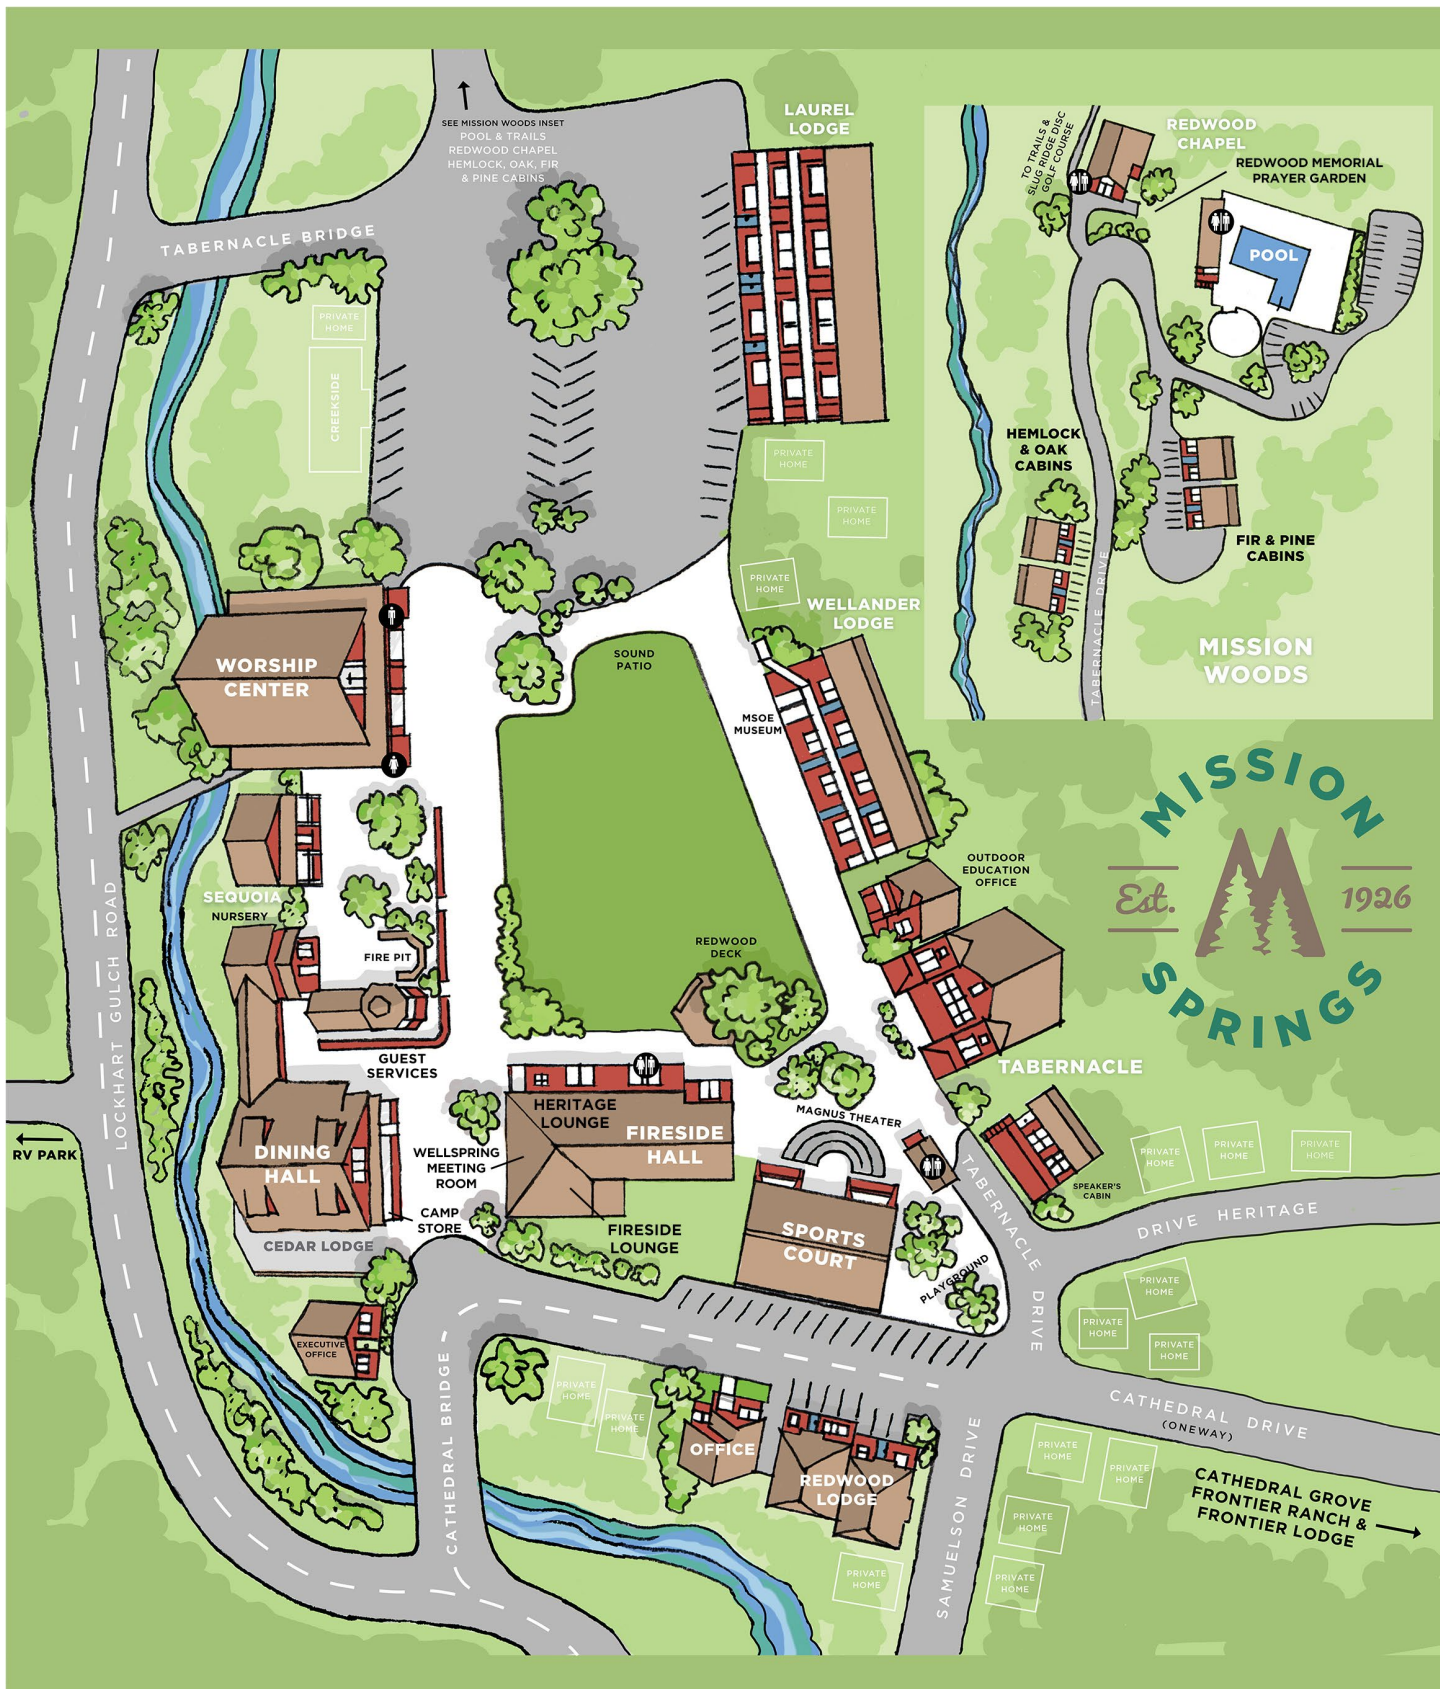 SEE MISSION WOODS INSET
POOL & TRAILS
REDWOOD CHAPEL
HEMLOCK, OAK, FIR
& PINE CABINS
TABERNACLE BRIDGE
PRIVATE
HOME
CREEKSIDE
LAUREL
LODGE
PRIVATE
HOME
PRIVATE
HOME
PRIVATE
HOME
WELLANDER
LODGE
TO TRAILS &
SLUG RIDGE DISC
GOLF COURSE
REDWOOD
CHAPEL
REDWOOD MEMORIAL
PRAYER GARDEN
POOL
HEMLOCK
& OAK
CABINS
FIR & PINE
CABINS
TABERNACLE DRIVE
MISSION
WOODS
WORSHIP
CENTER
SOUND
PATIO
MSOE
MUSEUM
MISSION
Est.
1926
SPRINGS
OUTDOOR
EDUCATION
OFFICE
SEQUOIA
NURSERY
LOCKHART GULCH ROAD
FIRE PIT
REDWOOD
DECK
GUEST
SERVICES
TABERNACLE
HERITAGE
LOUNGE
FIRESIDE
HALL
MAGNUS THEATER
DINING
HALL
WELLSPRING
MEETING
ROOM
CAMP
STORE
CEDAR LODGE
FIRESIDE
LOUNGE
SPORTS
COURT
PLAYGROUND
SPEAKER'S
CABIN
RV PARK
EXECUTIVE
OFFICE
TABERNACLE DRIVE
PRIVATE
HOME
PRIVATE
HOME
PRIVATE
HOME
DRIVE HERITAGE
PRIVATE
HOME
PRIVATE
HOME
PRIVATE
HOME
CATHEDRAL DRIVE
(ONEWAY)
CATHEDRAL BRIDGE
PRIVATE
HOME
PRIVATE
HOME
OFFICE
REDWOOD
LODGE
SAMUELSON DRIVE
PRIVATE
HOME
PRIVATE
HOME
PRIVATE
HOME
PRIVATE
HOME
PRIVATE
HOME
CATHEDRAL GROVE
FRONTIER RANCH &
FRONTIER LODGE